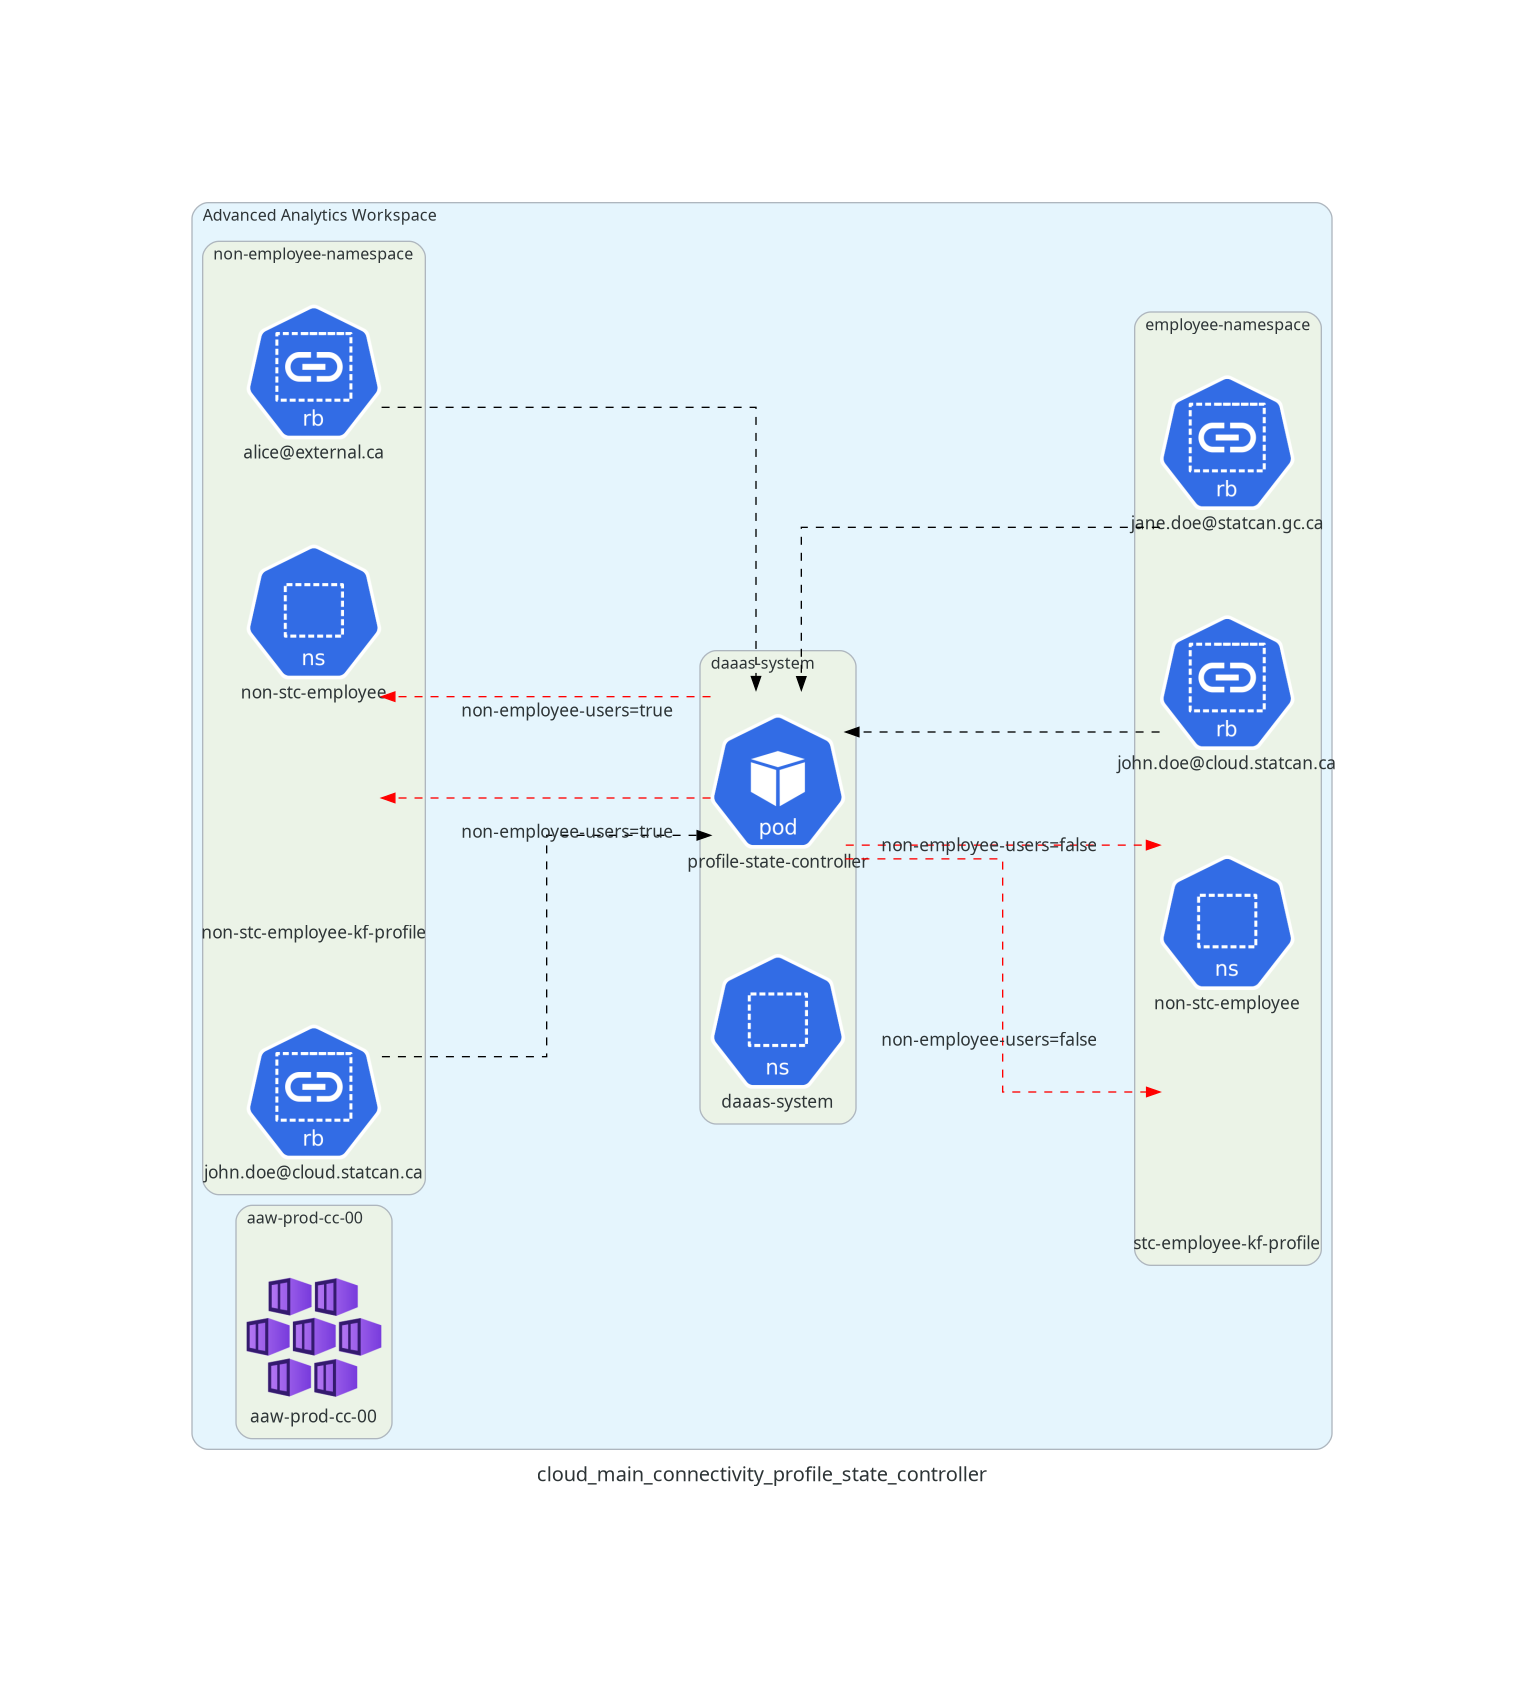 Advanced Analytics Workspace
non-employee-namespace
rb
alice@external.ca
ns
non-stc-employee
non-stc-employee-kf-profile
rb
john.doe@cloud.statcan.ca
aaw-prod-cc-00
aaw-prod-cc-00
non-employee-users=true
non-employee-users=true
daaas-system
pod
profile-state-controller
ns
daaas-system
non-employee-users=false
non-employee-users=false
employee-namespace
rb
jane.doe@statcan.gc.ca
rb
john.doe@cloud.statcan.ca
ns
non-stc-employee
stc-employee-kf-profile
cloud_main_connectivity_profile_state_controller